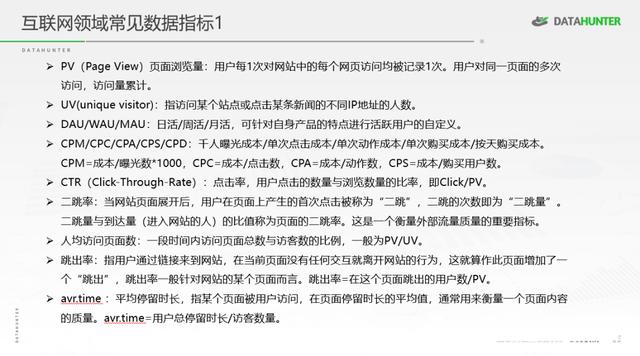 互联网领域常见数据指标1
DATAHUNTER
DATAHUNTER
PV（Page View）页面浏览量：用户每1次对网站中的每个网页访问均被记录1次。用户对同一页面的多次
访问，访问量累计。
UV(unique visitor)：指访问某个站点或点击某条新闻的不同IP地址的人数。
DAU/WAU/MAU：日活/周活/月活，可针对自身产品的特点进行活跃用户的自定义。
CPM/CPC/CPA/CPS/CPD：千人曝光成本/单次点击成本/单次动作成本/单次购买成本/按天购买成本。
CPM=成本/曝光数*1000，CPC=成本/点击数，CPA=成本/动作数，CPS=成本/购买用户数。
CTR（Click-Through-Rate）：点击率，用户点击的数量与浏览数量的比率，即Click/PV。
二跳率：当网站页面展开后，用户在页面上产生的首次点击被称为“二跳”，二跳的次数即为“二跳量”。
二跳量与到达量（进入网站的人）的比值称为页面的二跳率。这是一个衡量外部流量质量的重要指标。
人均访问页面数：一段时间内访问页面总数与访客数的比例，一般为PV/UV。
跳出率：指用户通过链接来到网站，在当前页面没有任何交互就离开网站的行为，这就算作此页面增加了一
个“跳出”，跳出率一般针对网站的某个页面而言。跳出率=在这个页面跳出的用户数/PV。
avr.time：平均停留时长，指某个页面被用户访问，在页面停留时长的平均值，通常用来衡量一个页面内容
的质量。avr.time=用户总停留时长/访客数量。
DATAHUNTER